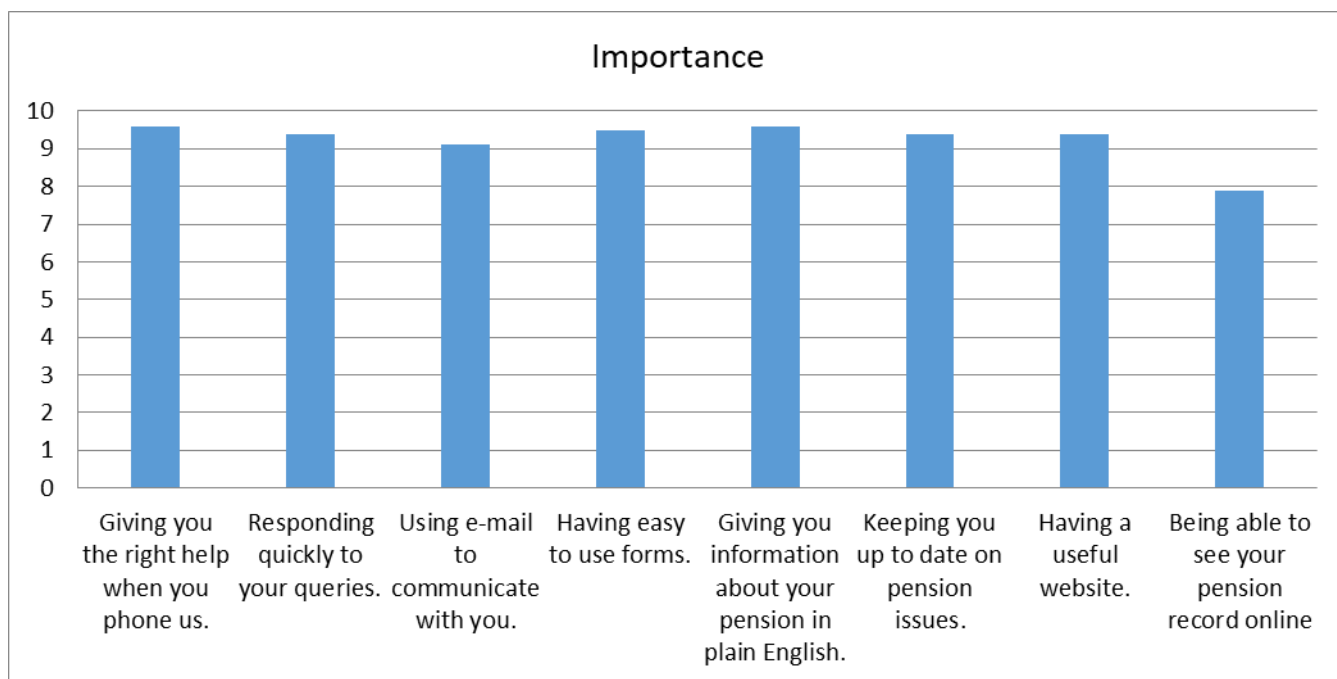 Importance
10
9
8
7
6
5
4
3
2
1
0
Giving you
the right help
when you
phone us.
Responding
quickly to
your queries.
Using e-mail
to
communicate
with you.
Having easy
to use forms.
Giving you
information
about your
pension in
plain English.
Keeping you
up to date on
pension
issues.
Having a
useful
website.
Being able to
see your
pension
record online